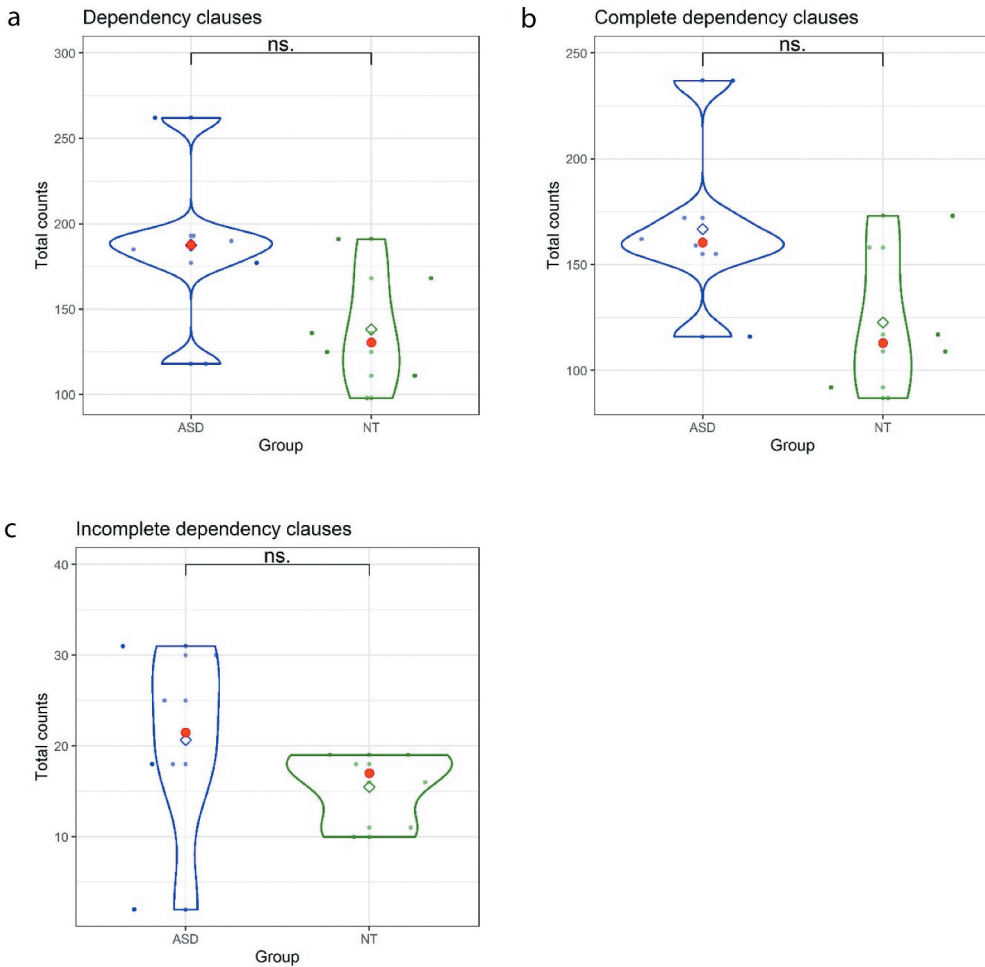 a
Dependency clauses
ns.
300
250
200
150
100
Total counts
ASD
NT
Group
b
Complete dependency clauses
ns.
250
200
150
100
Total counts
ASD
NT
Group
c
Incomplete dependency clauses
ns.
40
30
20
10
Total counts
ASD
NT
Group